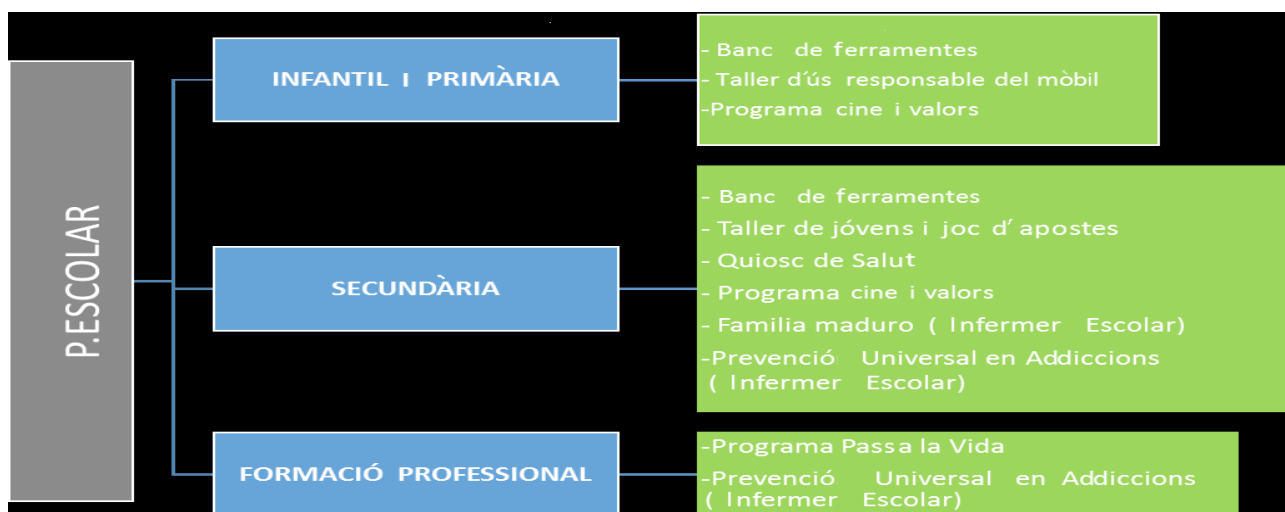 P.ESCOLAR
INFANTIL I PRIMÀRIA
- Banc de ferramentes
- Taller d'ús responsable del mòbil
-Programa cine i valors
SECUNDÀRIA
- Banc de ferramentes
- Taller de jóvens i joc d' apostes
- Quiosc de Salut
- Programa cine i valors
- Familia maduro ( Infermer Escolar)
-Prevenció Universal en Addiccions
( Infermer Escolar)
FORMACIÓ PROFESSIONAL
-Programa Passa la Vida
-Prevenció Universal en Addiccions
( Infermer Escolar)